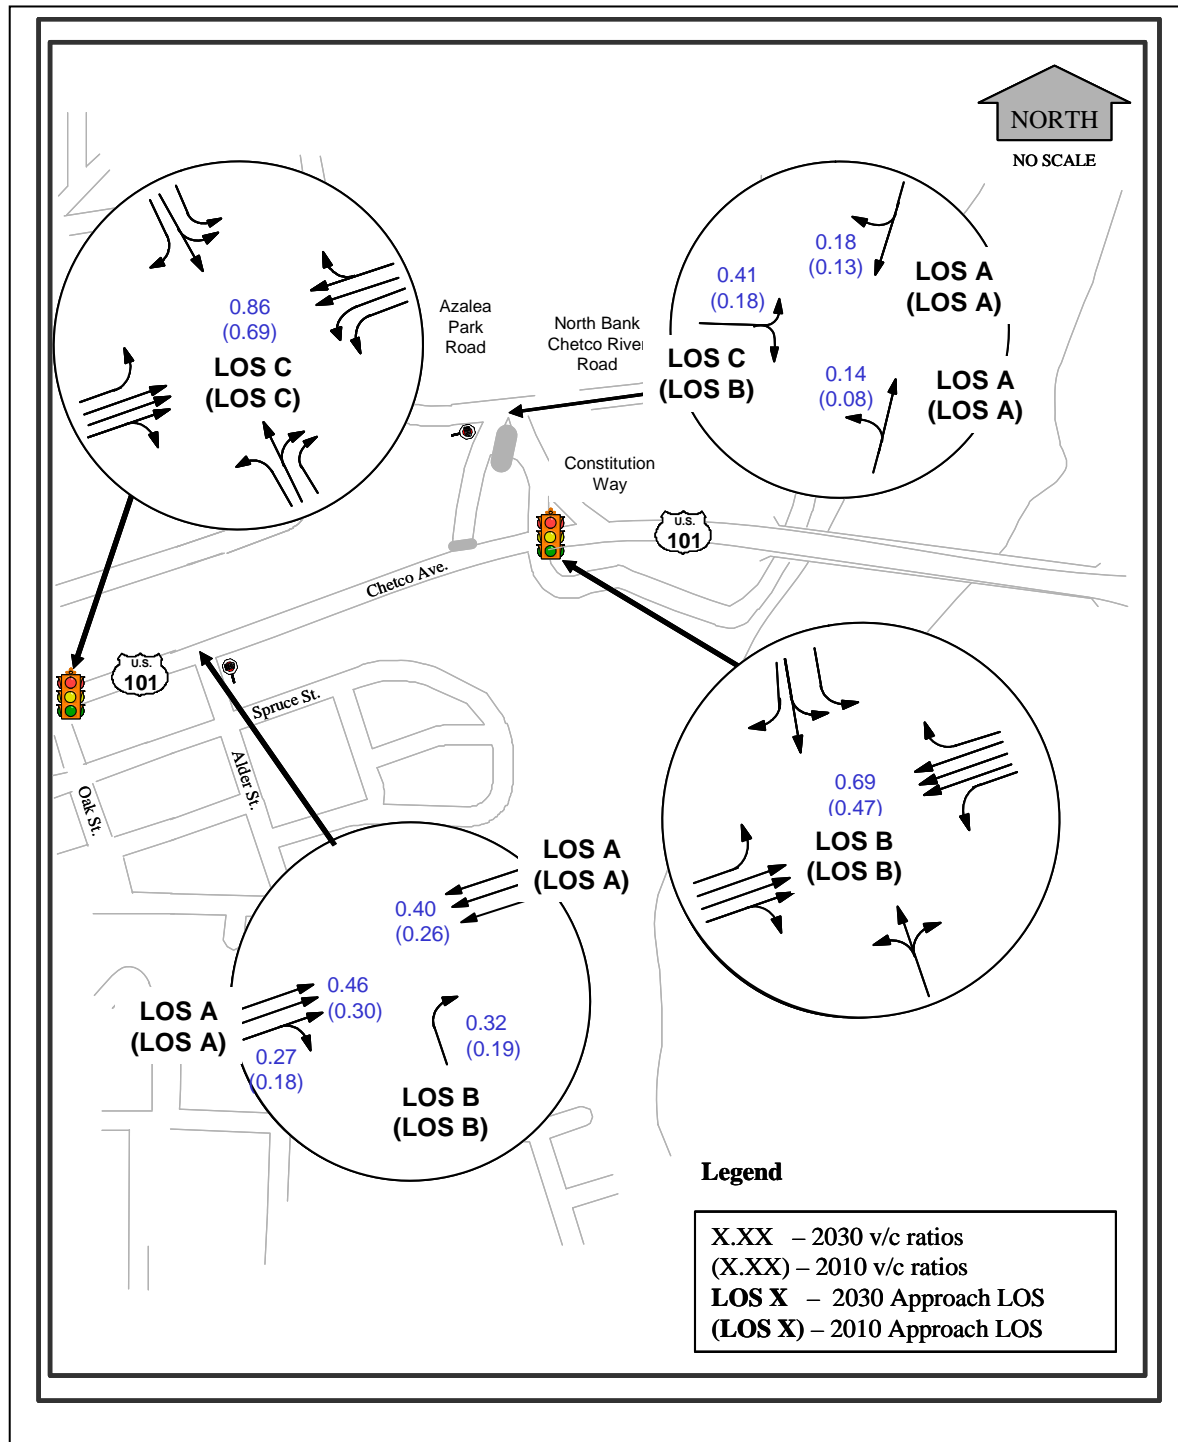 NORTH
NO SCALE
0.86
(0.69)
LOS C
(LOS C)
Azalea
Park
Road
North Bank
Chetco River
Road
0.18
(0.13)
LOS A
(LOS A)
0.41
(0.18)
LOS C
(LOS B)
0.14
(0.08)
LOS A
(LOS A)
Constitution
Way
U.S.
101
Chetco Ave.
U.S.
101
Spruce St.
Alder St.
Oak St.
0.69
(0.47)
LOS B
(LOS B)
LOS A
(LOS A)
0.40
(0.26)
0.46
(0.30)
LOS A
(LOS A)
0.27
(0.18)
0.32
(0.19)
LOS B
(LOS B)
Legend
X.XX – 2030 v/c ratios
(X.XX) – 2010 v/c ratios
LOS X – 2030 Approach LOS
(LOS X) – 2010 Approach LOS